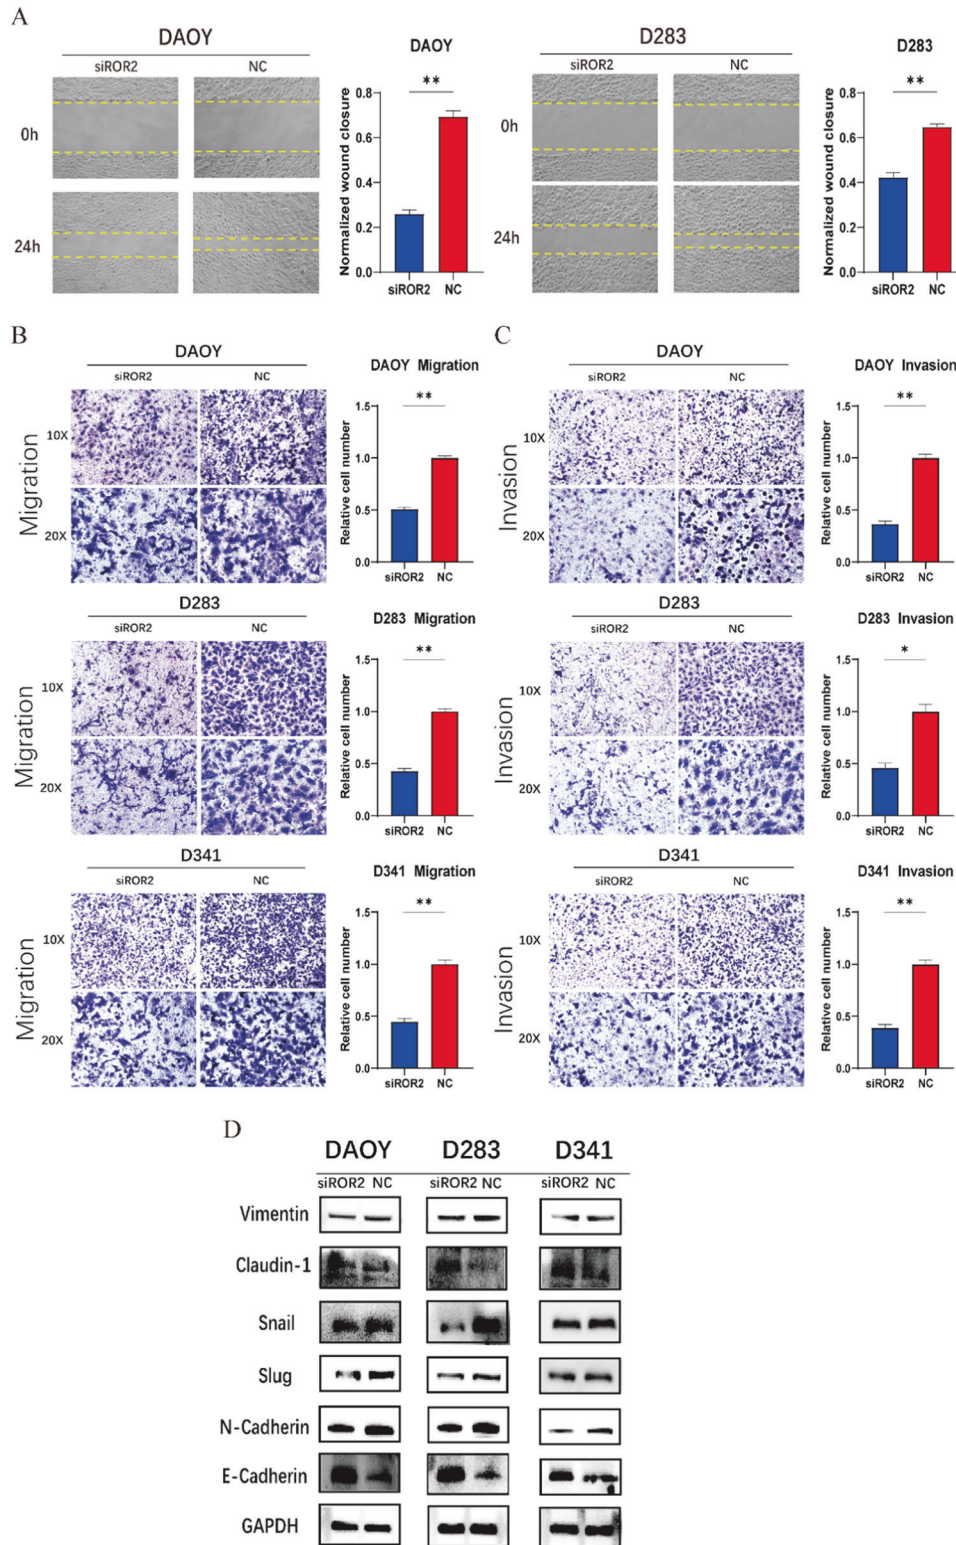 A
DAOY
siROR2 NC
0h
24h
DAOY
**
Normalized wound closure
0.8
0.6
0.4
0.2
0.0
siROR2 NC
D283
siROR2 NC
0h
24h
D283
**
Normalized wound closure
0.8
0.6
0.4
0.2
0.0
siROR2 NC
B
DAOY
siROR2 NC
Migration
10X
20X
DAOY Migration
**
Relative cell number
1.5
1.0
0.5
0.0
siROR2 NC
D283
siROR2 NC
Migration
10X
20X
D283 Migration
**
Relative cell number
1.5
1.0
0.5
0.0
siROR2 NC
D341
siROR2 NC
Migration
10X
20X
D341 Migration
**
Relative cell number
1.5
1.0
0.5
0.0
siROR2 NC
C
DAOY
siROR2 NC
Invasion
10X
20X
DAOY Invasion
**
Relative cell number
1.5
1.0
0.5
0.0
siROR2 NC
D283
siROR2 NC
Invasion
10X
20X
D283 Invasion
*
Relative cell number
1.5
1.0
0.5
0.0
siROR2 NC
D341
siROR2 NC
Invasion
10X
20X
D341 Invasion
**
Relative cell number
1.5
1.0
0.5
0.0
siROR2 NC
D
DAOY D283 D341
siROR2 NC siROR2 NC siROR2 NC
Vimentin
Claudin-1
Snail
Slug
N-Cadherin
E-Cadherin
GAPDH